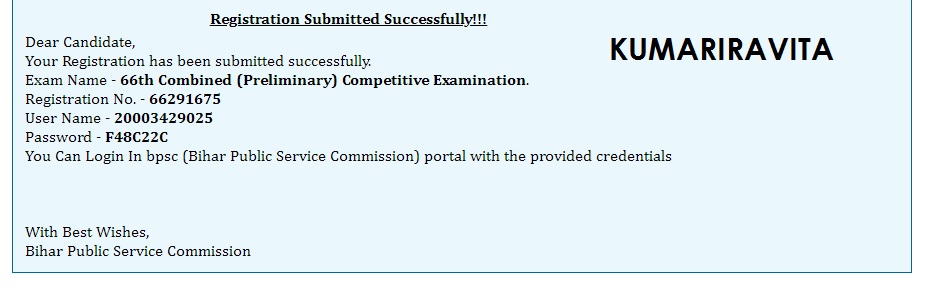 Registration Submitted Successfully!!!
Dear Candidate,
KUMARIRAVITA
Your Registration has been submitted successfully.
Exam Name - 66th Combined (Preliminary) Competitive Examination.
Registration No. - 66291675
User Name - 20003429025
Password - F48C22C
You Can Login In bpsc (Bihar Public Service Commission) portal with the provided credentials
With Best Wishes,
Bihar Public Service Commission